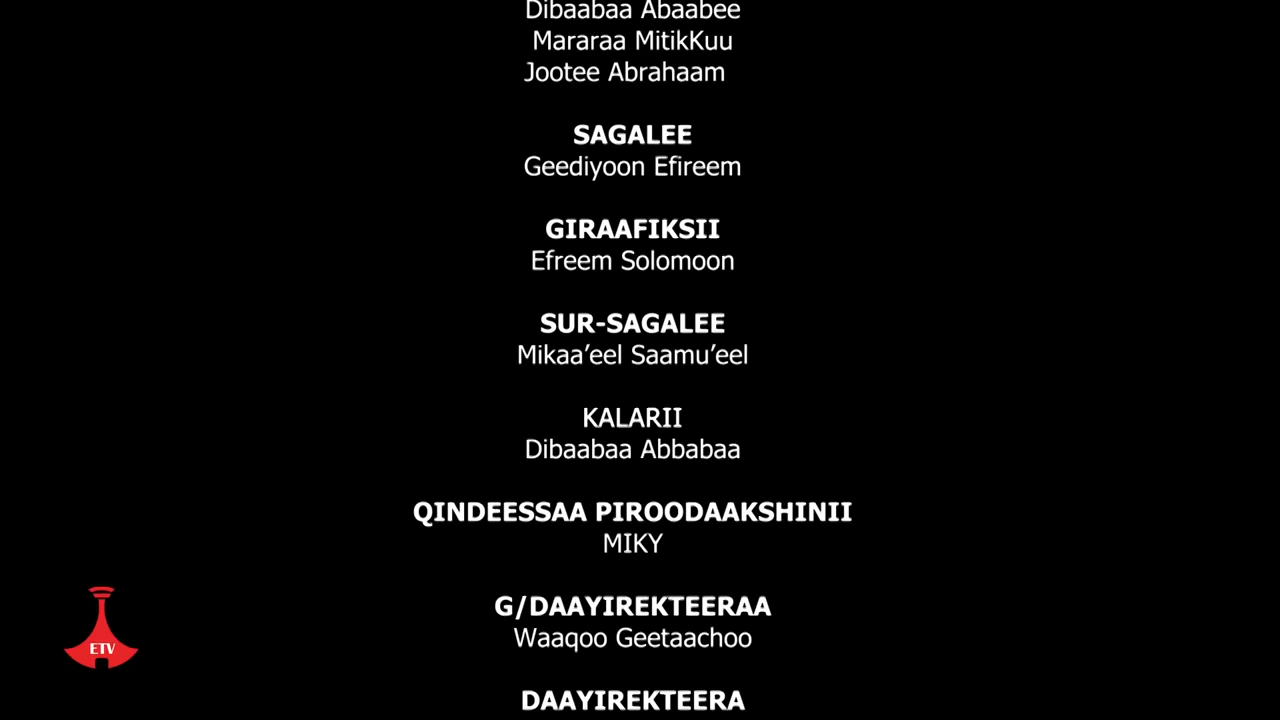 Dibaabaa Abaabee
Mararaa MitikKuu
Jootee Abrahaam
SAGALEE
Geediyoon Efireem
GIRAAFIKSII
Efreem Solomoon
SUR-SAGALEE
Mikaa’eel Saamu’eel
KALARII
Dibaabaa Abbabaa
QINDEESSAA PIROODAAKSHINII
MIKY
G/DAAYIREKTEERAA
Waaqoo Geetaachoo
ETV
DAAYIREKTEERA